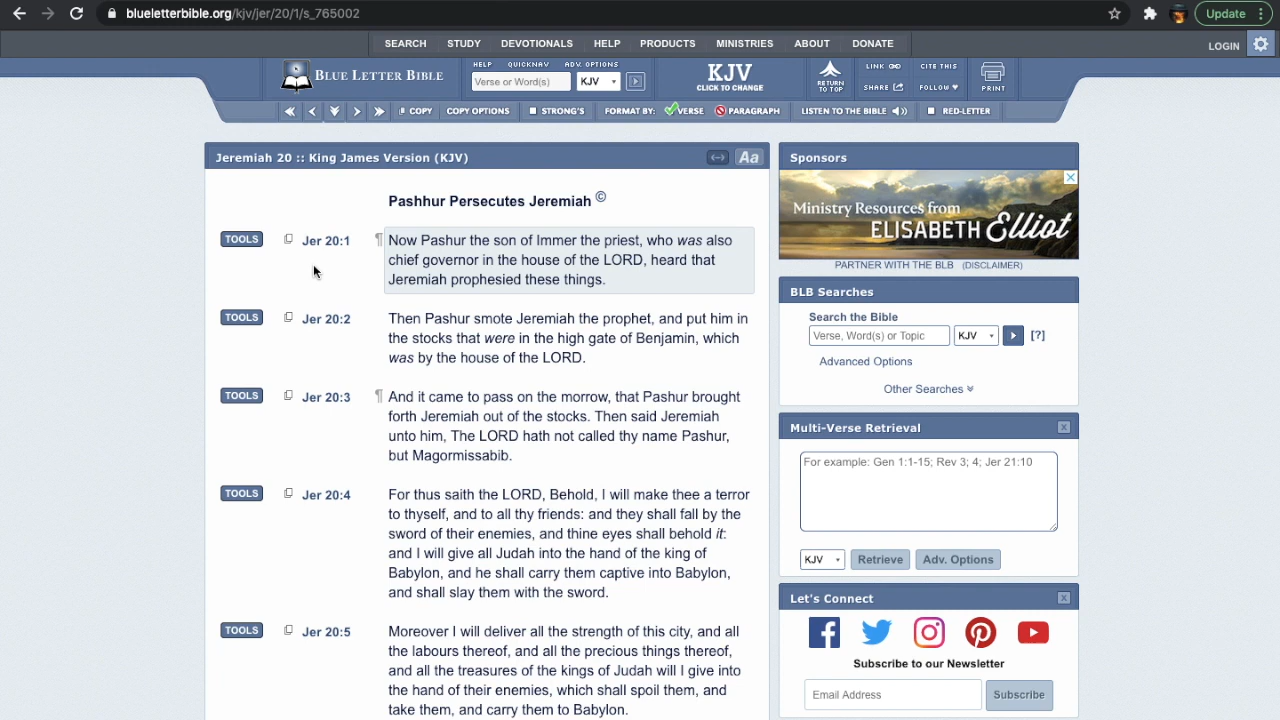 blueletterbible.org/kjv/jer/20/1/s_765002
Update
SEARCH STUDY DEVOTIONALS HELP PRODUCTS MINISTRIES ABOUT DONATE
LOGIN
BLUE LETTER BIBLE
HELP QUICKNAV ADV. OPTIONS
Verse or Word(s) KJV
KJV
CLICK TO CHANGE
RETURN
TO TOP
LINK CITE THIS
SHARE FOLLOW
PRINT
COPY COPY OPTIONS STRONG'S FORMAT BY: VERSE PARAGRAPH LISTEN TO THE BIBLE RED-LETTER
Jeremiah 20 :: King James Version (KJV)
Aa
Pashhur Persecutes Jeremiah ©
TOOLS Jer 20:1 ¶ Now Pashur the son of Immer the priest, who was also
chief governor in the house of the LORD, heard that
Jeremiah prophesied these things.
TOOLS Jer 20:2 Then Pashur smote Jeremiah the prophet, and put him in
the stocks that were in the high gate of Benjamin, which
was by the house of the LORD.
TOOLS Jer 20:3 ¶ And it came to pass on the morrow, that Pashur brought
forth Jeremiah out of the stocks. Then said Jeremiah
unto him, The LORD hath not called thy name Pashur,
but Magormissabib.
TOOLS Jer 20:4 For thus saith the LORD, Behold, I will make thee a terror
to thyself, and to all thy friends: and they shall fall by the
sword of their enemies, and thine eyes shall behold it:
and I will give all Judah into the hand of the king of
Babylon, and he shall carry them captive into Babylon,
and shall slay them with the sword.
TOOLS Jer 20:5 Moreover I will deliver all the strength of this city, and all
the labours thereof, and all the precious things thereof,
and all the treasures of the kings of Judah will I give into
the hand of their enemies, which shall spoil them, and
take them, and carry them to Babylon.
Sponsors
Ministry Resources from
ELISABETH Elliot
PARTNER WITH THE BLB (DISCLAIMER)
BLB Searches
Search the Bible
Verse, Word(s) or Topic KJV [?]
Advanced Options
Other Searches
Multi-Verse Retrieval
For example: Gen 1:1-15; Rev 3; 4; Jer 21:10
KJV Retrieve Adv. Options
Let's Connect
Subscribe to our Newsletter
Email Address Subscribe